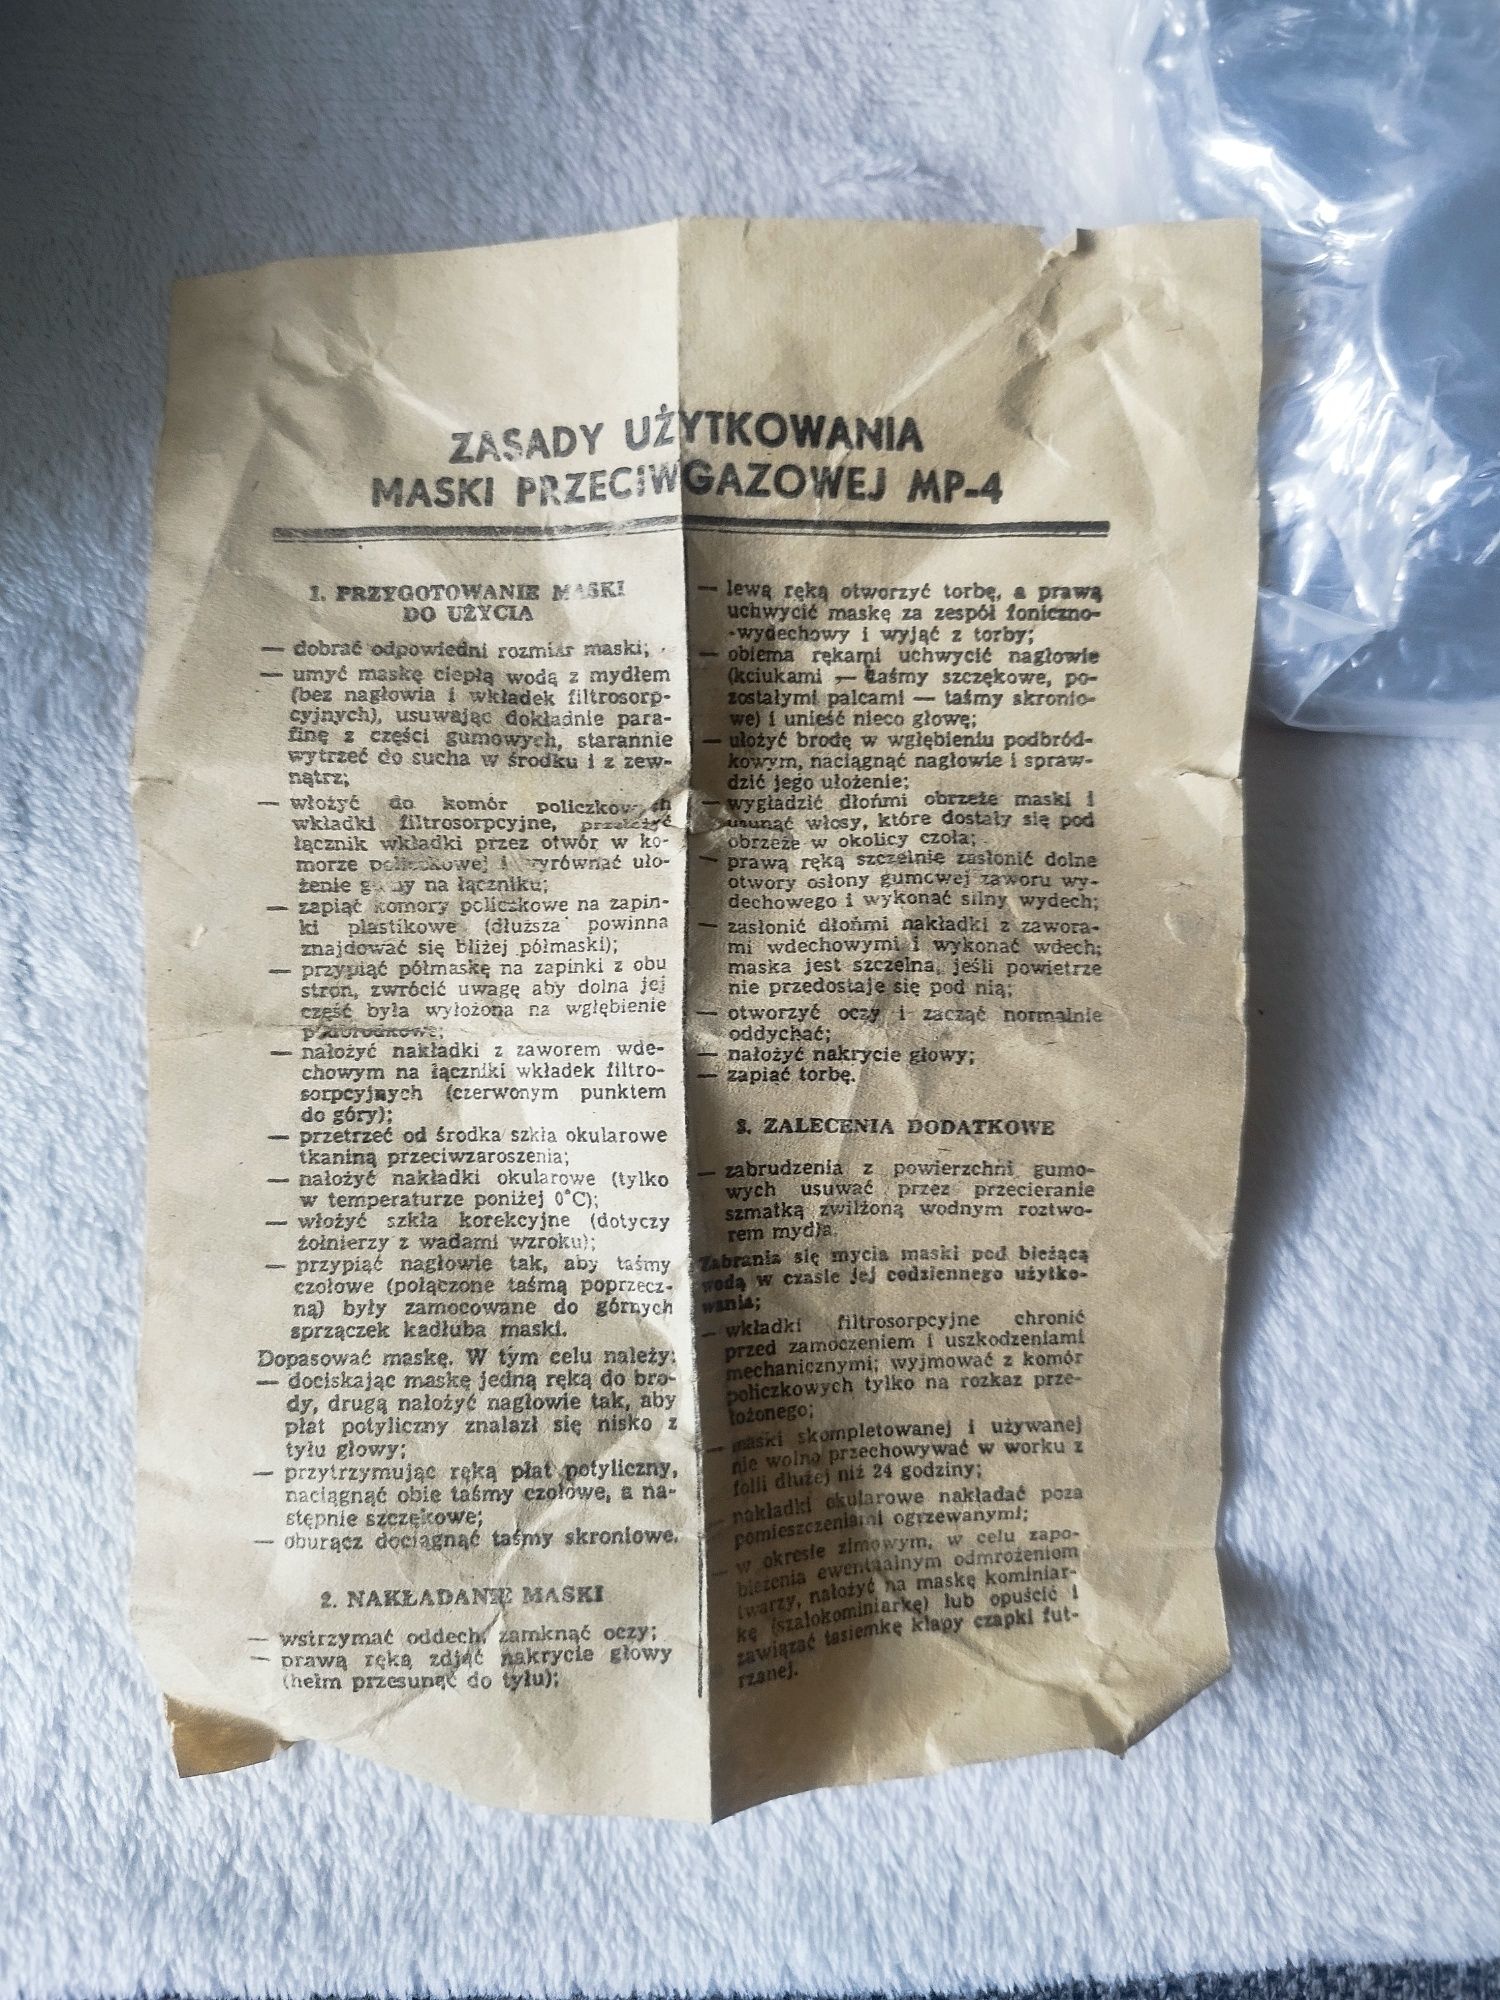 ZASADY UŻYTKOWANIA
MASKI PRZECIWGAZOWEJ MP-4
1. PRZYGOTOWANIE MASKI
DO UŻYCIA
— dobrać odpowiedni rozmiar maski;
— umyć maskę ciepłą wodą z mydłem
(bez nagłowia i wkładek filtrosorp-
cyjnych), usuwając dokładnie para-
finę z części gumowych, starannie
wytrzeć do sucha w środku i z zew-
nątrz;
— włożyć do komór policzkowych
wkładki filtrosorpcyjne, przełożyć
łącznik wkładki przez otwór w ko-
morze policzkowej i wyrównać uło-
żenie gumy na łączniku;
— zapiąć komory policzkowe na zapin-
ki plastikowe (dłuższa powinna
znajdować się bliżej półmaski);
— przypiąć półmaskę na zapinki z obu
stron, zwrócić uwagę aby dolna jej
część była wyłożona na wgłębienie
podbródkowe;
— nałożyć nakładki z zaworem wde-
chowym na łączniki wkładek filtro-
sorpcyjnych (czerwonym punktem
do góry);
— przetrzeć od środka szkła okularowe
tkaniną przeciwzaroszenia;
— nałożyć nakładki okularowe (tylko
w temperaturze poniżej 0°C);
— włożyć szkła korekcyjne (dotyczy
żołnierzy z wadami wzroku);
— przypiąć nagłowie tak, aby taśmy
czołowe (połączone taśmą poprzecz-
ną) były zamocowane do górnych
sprzączek kadłuba maski.
Dopasować maskę. W tym celu należy:
— dociskając maskę jedną ręką do bro-
dy, drugą nałożyć nagłowie tak, aby
płat potyliczny znalazł się nisko z
tyłu głowy;
— przytrzymując ręką płat potyliczny,
naciągnąć obie taśmy czołowe, a na-
stępnie szczękowe;
— oburącz dociągnąć taśmy skroniowe.
2. NAKŁADANIE MASKI
— wstrzymać oddech, zamknąć oczy;
— prawą ręką zdjąć nakrycie głowy
(hełm przesunąć do tyłu);
— lewą ręką otworzyć torbę, a prawą
uchwycić maskę za zespół foniczno-
-wydechowy i wyjąć z torby;
— obiema rękami uchwycić nagłowie
(kciukami — taśmy szczękowe, po-
zostałymi palcami — taśmy skronio-
we) i unieść nieco głowę;
— ułożyć brodę w wgłębieniu podbród-
kowym, naciągnąć nagłowie i spraw-
dzić jego ułożenie;
— wygładzić dłońmi obrzeże maski i
usunąć włosy, które dostały się pod
obrzeże w okolicy czoła;
— prawą ręką szczelnie zasłonić dolne
otwory osłony gumowej zaworu wy-
dechowego i wykonać silny wydech;
— zasłonić dłońmi nakładki z zawora-
mi wdechowymi i wykonać wdech;
maska jest szczelna, jeśli powietrze
nie przedostaje się pod nią;
— otworzyć oczy i zacząć normalnie
oddychać;
— nałożyć nakrycie głowy;
— zapiąć torbę.
3. ZALECENIA DODATKOWE
— zabrudzenia z powierzchni gumo-
wych usuwać przez przecieranie
szmatką zwilżoną wodnym roztwo-
rem mydła.
Zabrania się mycia maski pod bieżącą
wodą w czasie jej codziennego użytko-
wania;
— wkładki filtrosorpcyjne chronić
przed zamoczeniem i uszkodzeniami
mechanicznymi; wyjmować z komór
policzkowych tylko na rozkaz prze-
łożonego;
— maski skompletowanej i używanej
nie wolno przechowywać w worku z
folii dłużej niż 24 godziny;
— nakładki okularowe nakładać poza
pomieszczeniami ogrzewanymi;
— w okresie zimowym, w celu zapo-
bieżenia ewentualnym odmrożeniom
twarzy, nałożyć na maskę kominiar-
kę (szalokominiarkę) lub opuścić i
zawiązać tasiemkę klapy czapki fut-
rzanej.